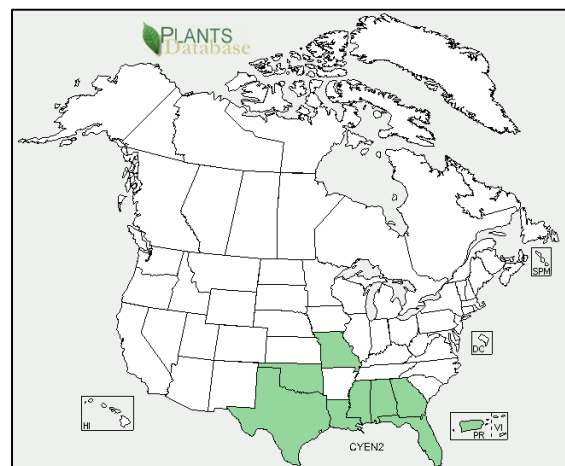 PLANTS
Database
SPM
DC
HI
PR
VI
CYEN2